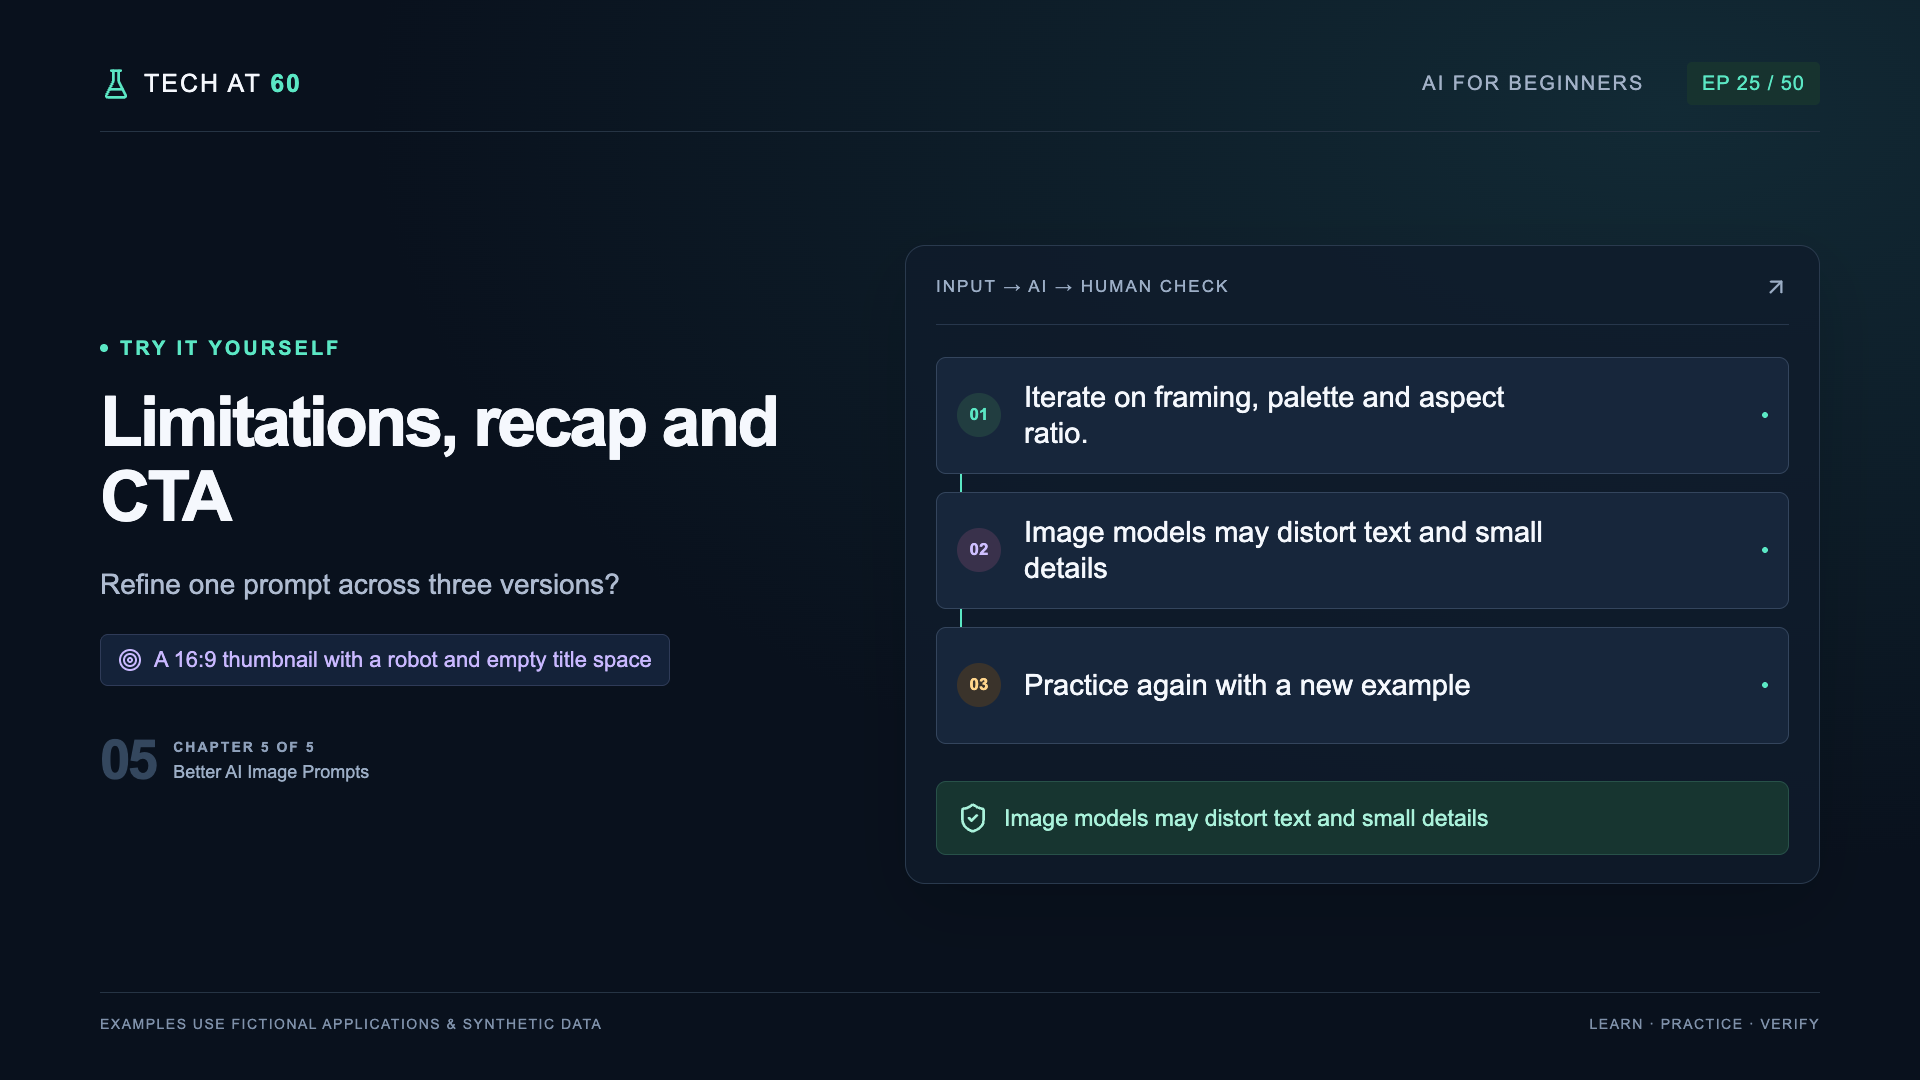 TECH AT 60
AI FOR BEGINNERS
EP 25 / 50
TRY IT YOURSELF
Limitations, recap and
CTA
Refine one prompt across three versions?
A 16:9 thumbnail with a robot and empty title space
05
CHAPTER 5 OF 5
Better AI Image Prompts
INPUT → AI → HUMAN CHECK
01
Iterate on framing, palette and aspect
ratio.
02
Image models may distort text and small
details
03
Practice again with a new example
Image models may distort text and small details
EXAMPLES USE FICTIONAL APPLICATIONS & SYNTHETIC DATA
LEARN · PRACTICE · VERIFY